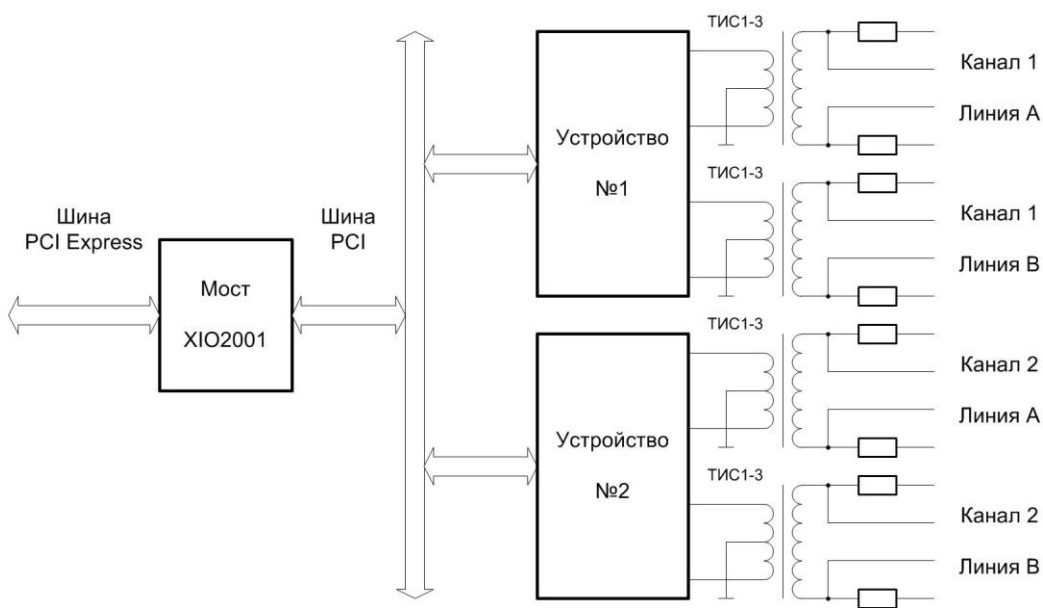 ТИС1-3
Канал 1
Линия А
Устройство
№1
ТИС1-3
Канал 1
Линия В
Шина
PCI Express
Шина
PCI
Мост
XIO2001
ТИС1-3
Канал 2
Линия А
Устройство
№2
ТИС1-3
Канал 2
Линия В